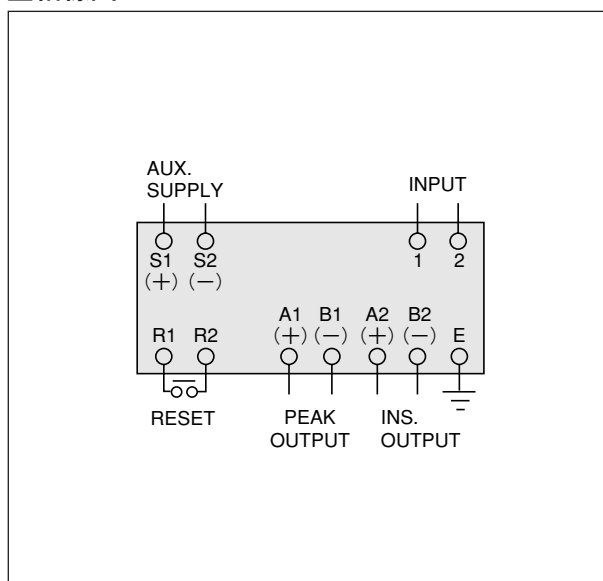 AUX.
SUPPLY
INPUT
S1 S2 1 2
(+) (−)
A1 B1 A2 B2
(+) (−) (+) (−)
R1 R2 E
RESET
PEAK
OUTPUT
INS.
OUTPUT